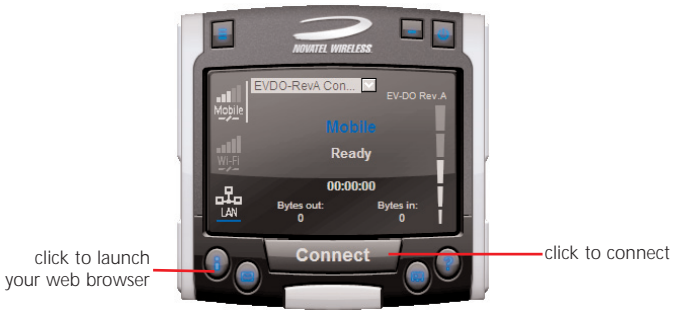 NOVATEL WIRELESS.
EVDO-RevA Con...
EV-DO Rev.A
Mobile
Mobile
Ready
Wi-Fi
00:00:00
LAN
Bytes out:
0
Bytes in:
0
Connect
click to connect
click to launch
your web browser